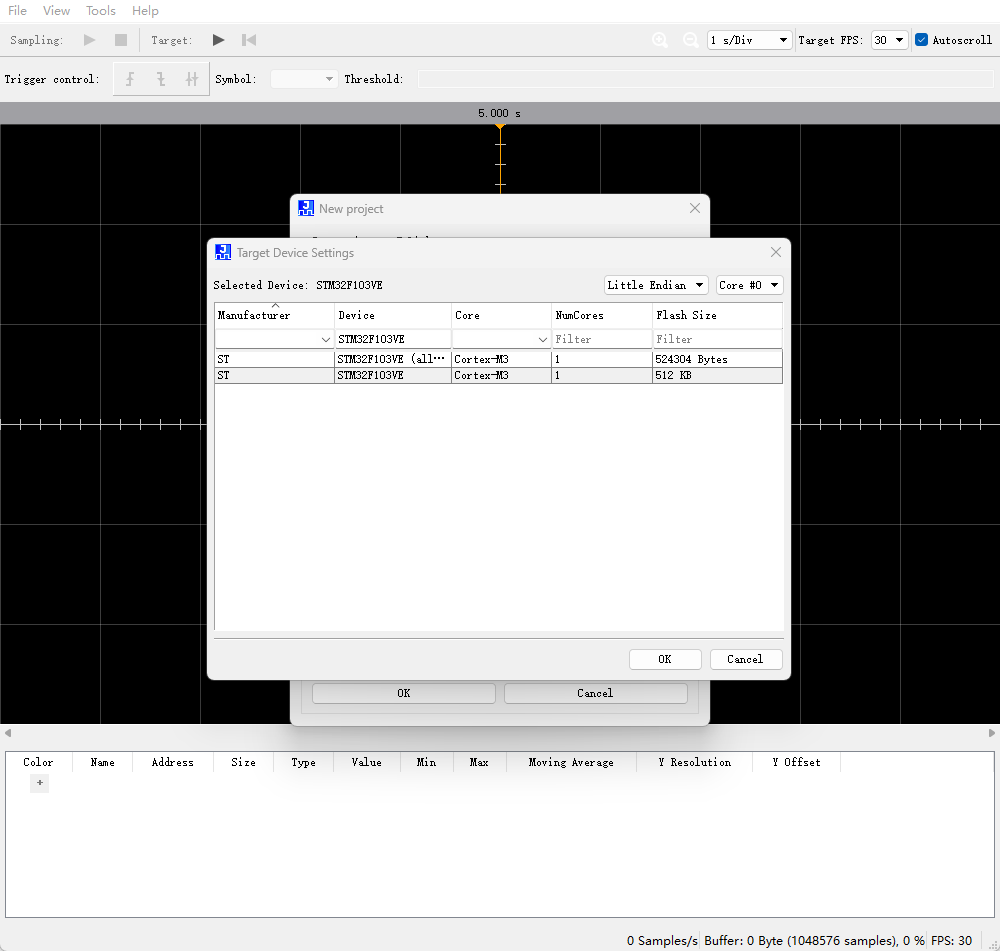 File View Tools Help
Sampling: Target: 1 s/Div Target FPS: 30 Autoscroll
Trigger control: Symbol: Threshold:
5.000 s
New project
Target Device Settings
Selected Device: STM32F103VE Little Endian Core #0
Manufacturer Device Core NumCores Flash Size
STM32F103VE Filter Filter
ST STM32F103VE (all··· Cortex-M3 1 524304 Bytes
ST STM32F103VE Cortex-M3 1 512 KB
OK Cancel
OK Cancel
Color Name Address Size Type Value Min Max Moving Average Y Resolution Y Offset
+
0 Samples/s Buffer: 0 Byte (1048576 samples), 0 % FPS: 30